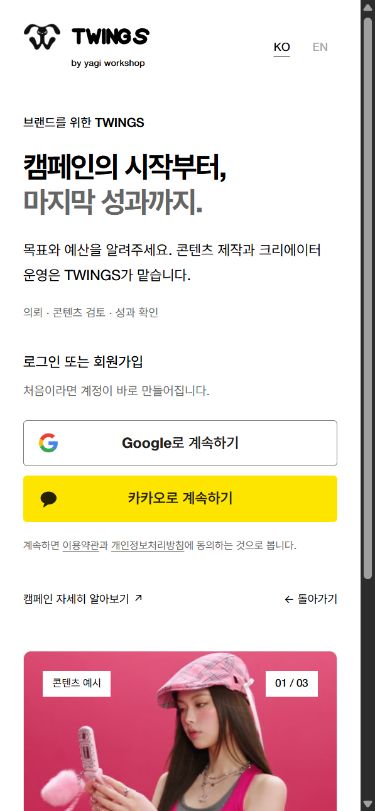 TWINGS
by yagi workshop
KO EN
브랜드를 위한 TWINGS
캠페인의 시작부터,
마지막 성과까지.
목표와 예산을 알려주세요. 콘텐츠 제작과 크리에이터
운영은 TWINGS가 맡습니다.
의뢰 · 콘텐츠 검토 · 성과 확인
로그인 또는 회원가입
처음이라면 계정이 바로 만들어집니다.
Google로 계속하기
카카오로 계속하기
계속하면 이용약관과 개인정보처리방침에 동의하는 것으로 봅니다.
캠페인 자세히 알아보기 ↗ ← 돌아가기
콘텐츠 예시 01 / 03